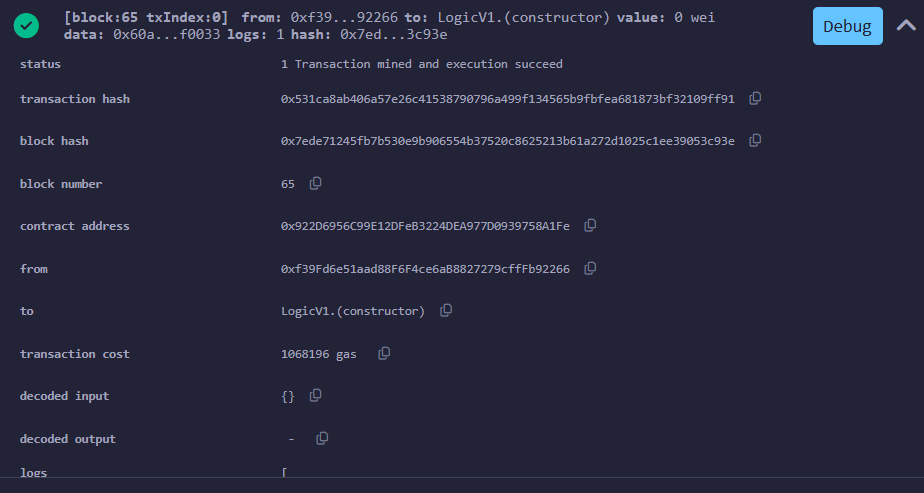 [block:65 txIndex:0] from: 0xf39...92266 to: LogicV1.(constructor) value: 0 wei
data: 0x60a...f0033 logs: 1 hash: 0x7ed...3c93e
Debug
status 1 Transaction mined and execution succeed
transaction hash 0x531ca8ab406a57e26c41538790796a499f134565b9fbfea681873bf32109ff91
block hash 0x7ede71245fb7b530e9b906554b37520c8625213b61a272d1025c1ee39053c93e
block number 65
contract address 0x922D6956C99E12DFeB3224DEA977D0939758A1Fe
from 0xf39Fd6e51aad88F6F4ce6aB8827279cffFb92266
to LogicV1.(constructor)
transaction cost 1068196 gas
decoded input {}
decoded output -
logs [